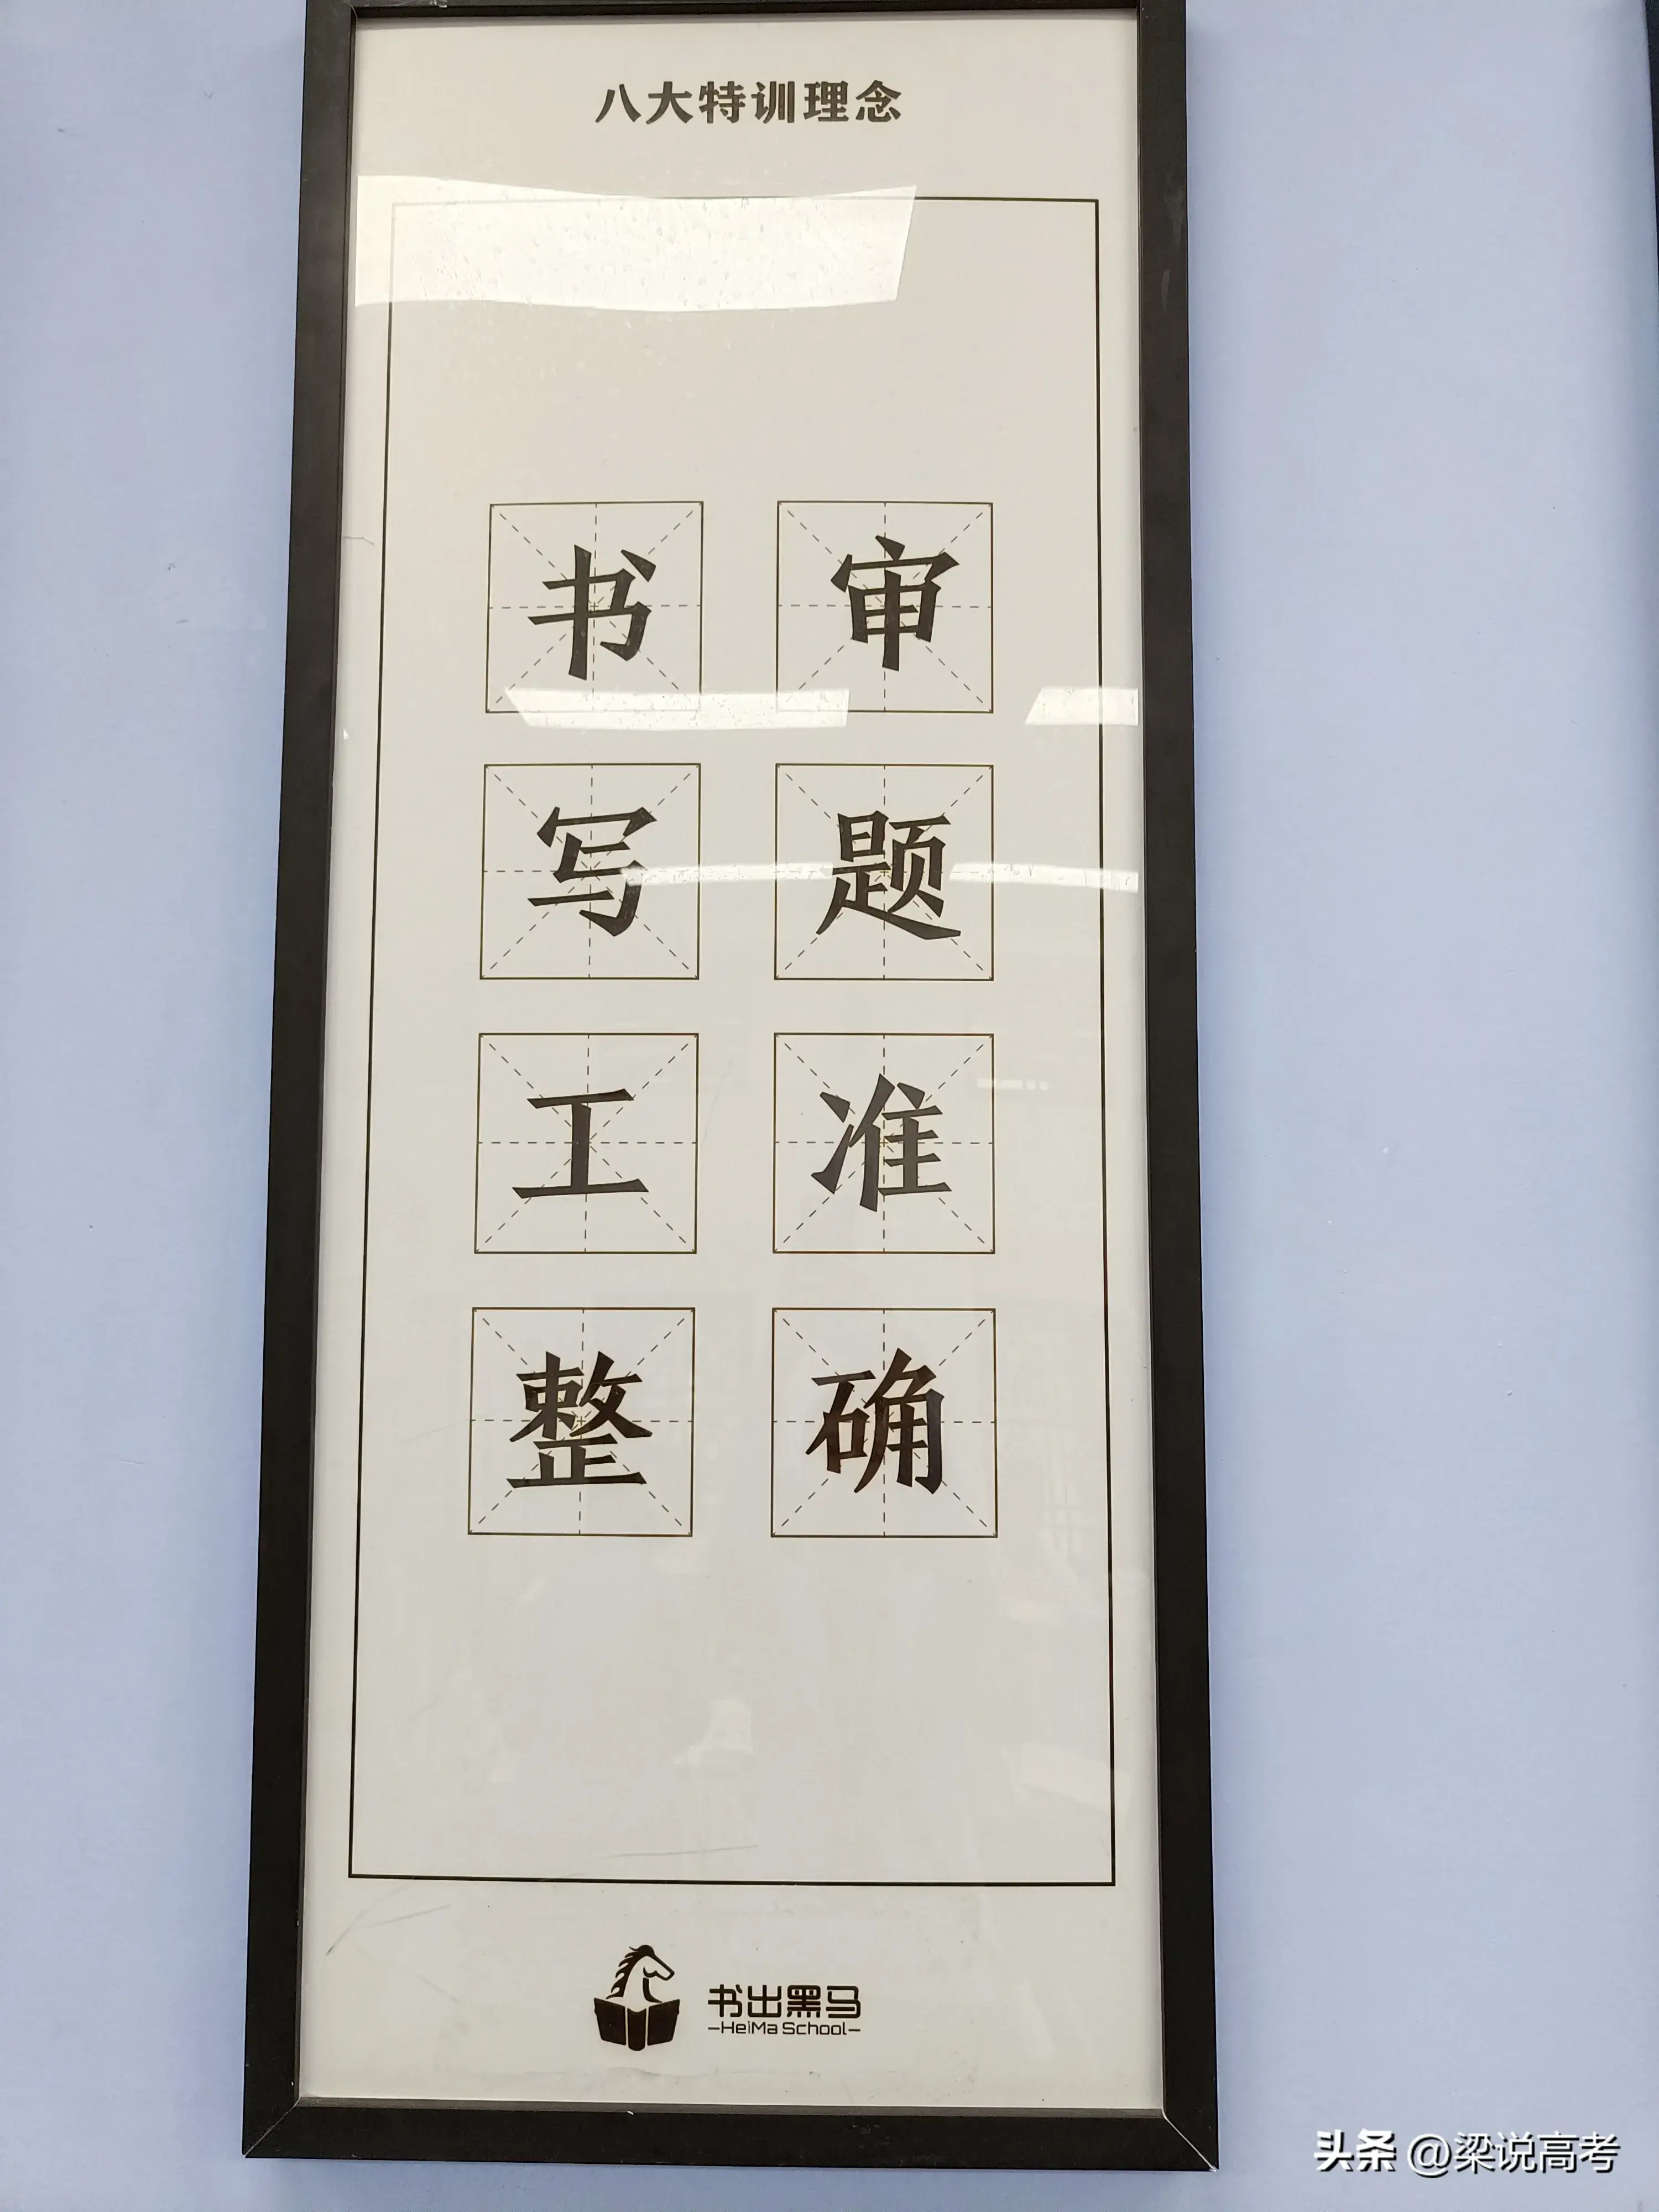 八大特训理念
审题准确
书写工整
书出黑马
HeiMa School
头条 @梁说高考